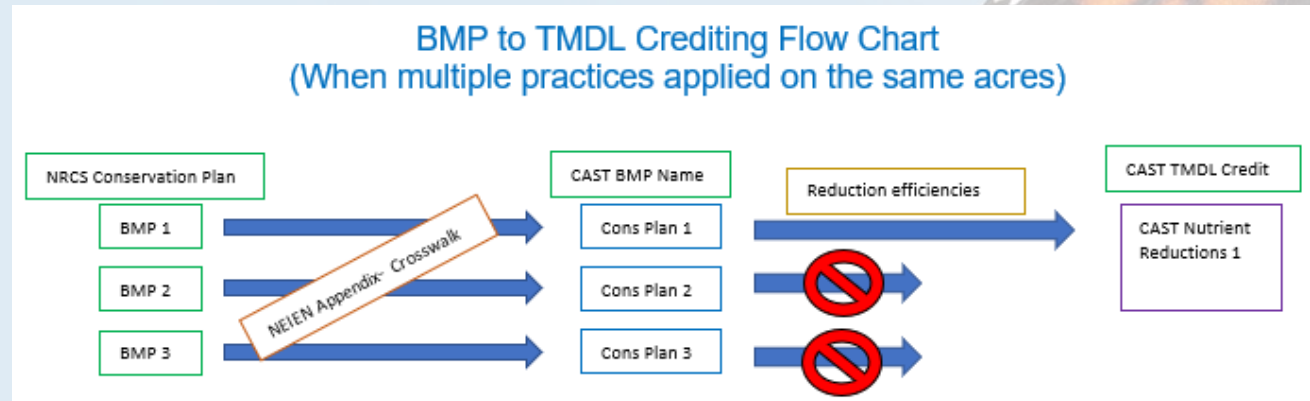 BMP to TMDL Crediting Flow Chart
(When multiple practices applied on the same acres)
NRCS Conservation Plan
CAST BMP Name
Reduction efficiencies
CAST TMDL Credit
BMP 1
Cons Plan 1
CAST Nutrient
Reductions 1
NEIEN Appendix- Crosswalk
BMP 2
Cons Plan 2
BMP 3
Cons Plan 3